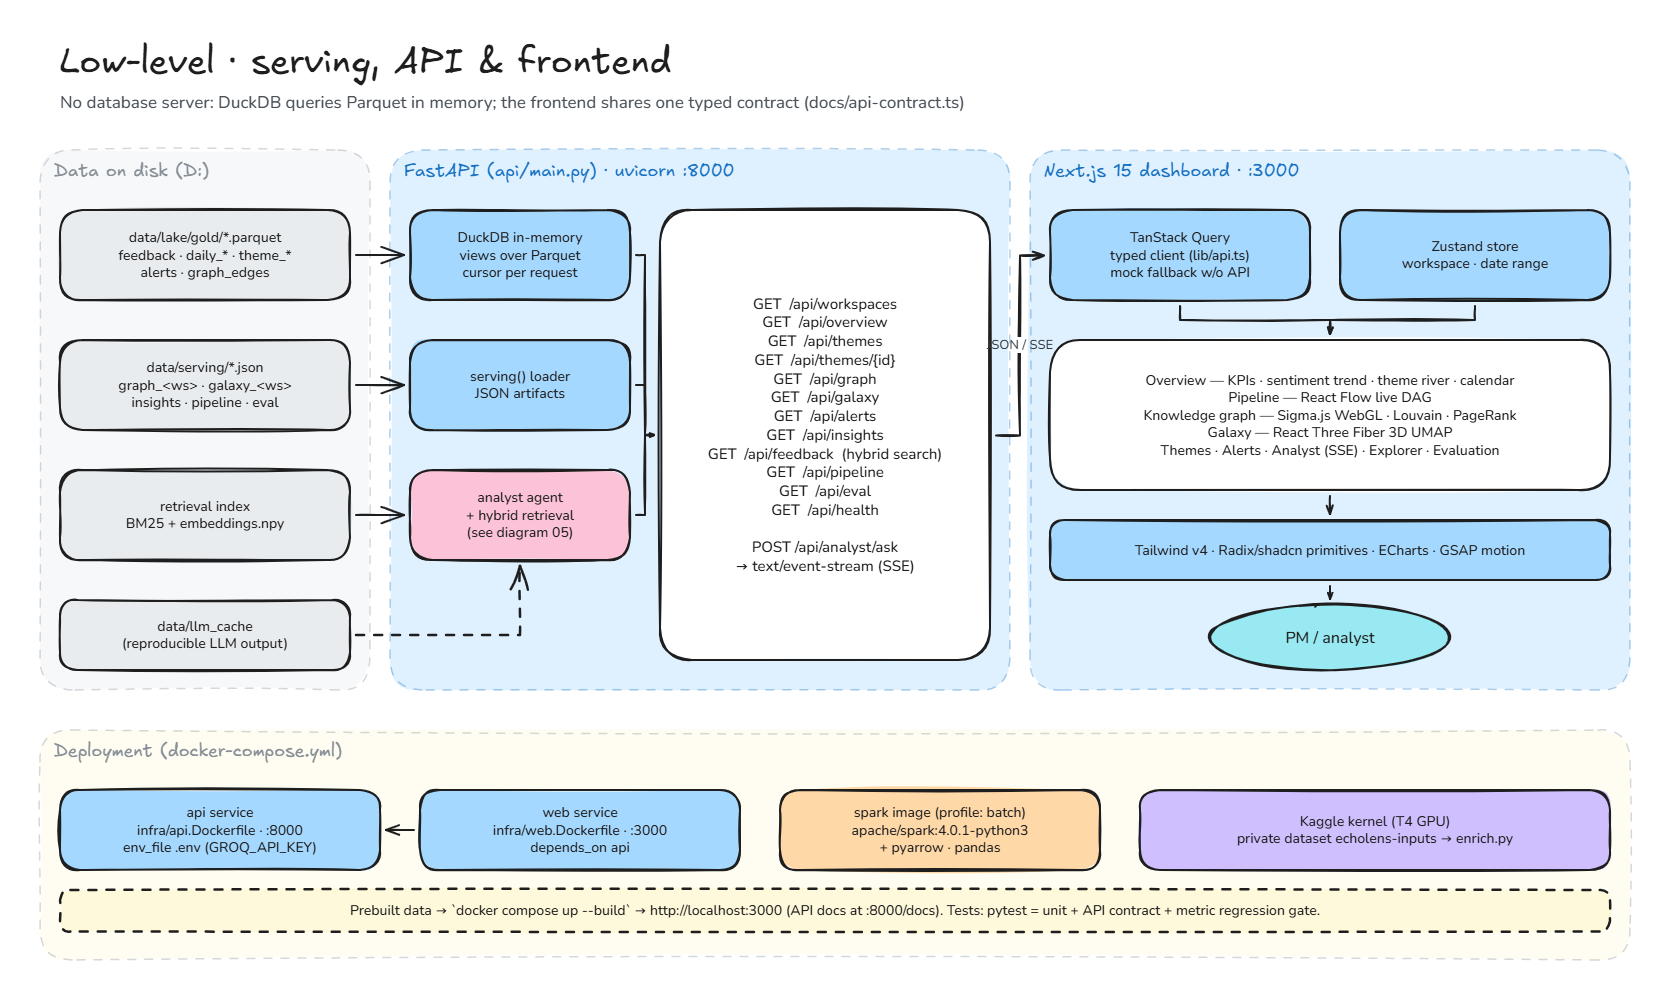 Low-level · serving, API & frontend
No database server: DuckDB queries Parquet in memory; the frontend shares one typed contract (docs/api-contract.ts)
Data on disk (D:)
data/lake/gold/*.parquet
feedback · daily_* · theme_*
alerts · graph_edges
data/serving/*.json
graph_<ws> · galaxy_<ws>
insights · pipeline · eval
retrieval index
BM25 + embeddings.npy
data/llm_cache
(reproducible LLM output)
FastAPI (api/main.py) · uvicorn :8000
DuckDB in-memory
views over Parquet
cursor per request
serving() loader
JSON artifacts
analyst agent
+ hybrid retrieval
(see diagram 05)
GET /api/workspaces
GET /api/overview
GET /api/themes
GET /api/themes/{id}
GET /api/graph
GET /api/galaxy
GET /api/alerts
GET /api/insights
GET /api/feedback (hybrid search)
GET /api/pipeline
GET /api/eval
GET /api/health
POST /api/analyst/ask
→ text/event-stream (SSE)
JSON / SSE
Next.js 15 dashboard · :3000
TanStack Query
typed client (lib/api.ts)
mock fallback w/o API
Zustand store
workspace · date range
Overview — KPIs · sentiment trend · theme river · calendar
Pipeline — React Flow live DAG
Knowledge graph — Sigma.js WebGL · Louvain · PageRank
Galaxy — React Three Fiber 3D UMAP
Themes · Alerts · Analyst (SSE) · Explorer · Evaluation
Tailwind v4 · Radix/shadcn primitives · ECharts · GSAP motion
PM / analyst
Deployment (docker-compose.yml)
api service
infra/api.Dockerfile · :8000
env_file .env (GROQ_API_KEY)
web service
infra/web.Dockerfile · :3000
depends_on api
spark image (profile: batch)
apache/spark:4.0.1-python3
+ pyarrow · pandas
Kaggle kernel (T4 GPU)
private dataset echolens-inputs → enrich.py
Prebuilt data → `docker compose up --build` → http://localhost:3000 (API docs at :8000/docs). Tests: pytest = unit + API contract + metric regression gate.